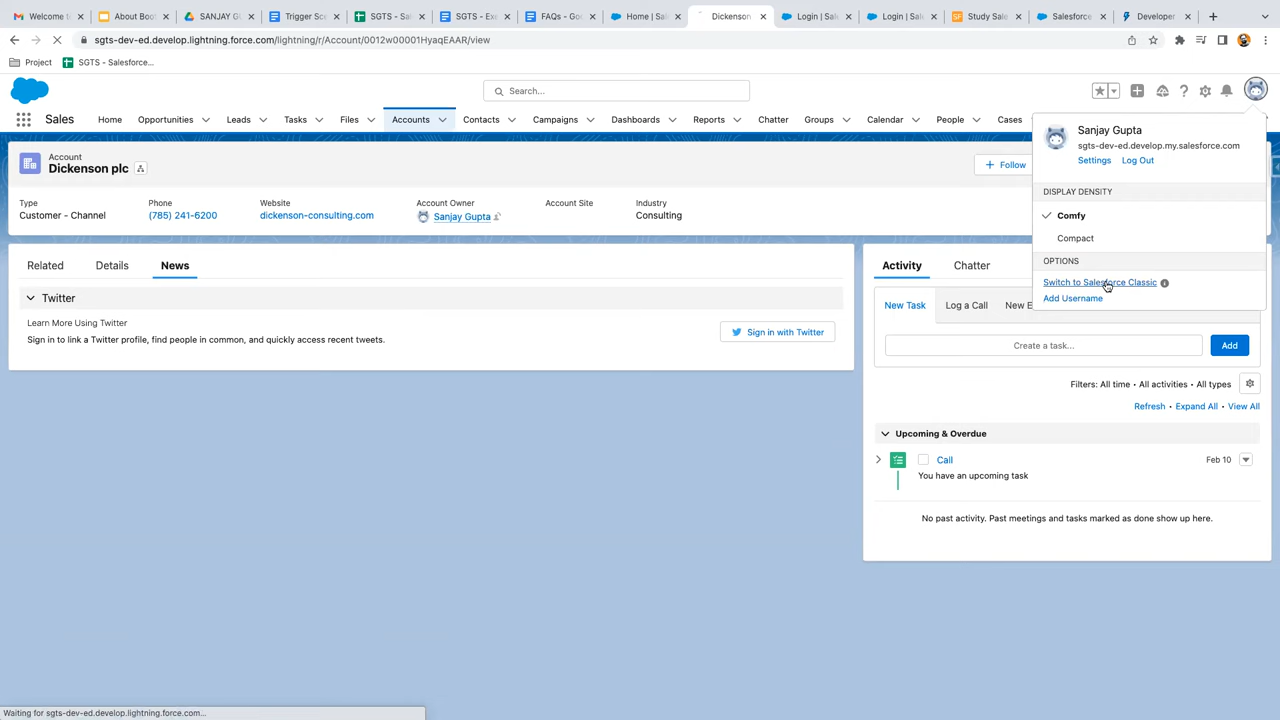 Welcome to
About Boot
SANJAY GU
Trigger Sce
SGTS - Sal
SGTS - Exe
FAQs - Goo
Home | Sale
Dickenson
Login | Sale
Login | Sale
Study Sale
Salesforce
Developer
sgts-dev-ed.develop.lightning.force.com/lightning/r/Account/0012w00001HyaqEAAR/view
Project
SGTS - Salesforce...
Search...
Sales
Home
Opportunities
Leads
Tasks
Files
Accounts
Contacts
Campaigns
Dashboards
Reports
Chatter
Groups
Calendar
People
Cases
Account
Dickenson plc
Follow
Type
Customer - Channel
Phone
(785) 241-6200
Website
dickenson-consulting.com
Account Owner
Sanjay Gupta
Account Site
Industry
Consulting
Sanjay Gupta
sgts-dev-ed.develop.my.salesforce.com
Settings
Log Out
DISPLAY DENSITY
Comfy
Compact
OPTIONS
Switch to Salesforce Classic
Add Username
Related
Details
News
Twitter
Learn More Using Twitter
Sign in to link a Twitter profile, find people in common, and quickly access recent tweets.
Sign in with Twitter
Activity
Chatter
New Task
Log a Call
New E
Create a task...
Add
Filters: All time • All activities • All types
Refresh • Expand All • View All
Upcoming & Overdue
Call
Feb 10
You have an upcoming task
No past activity. Past meetings and tasks marked as done show up here.
Waiting for sgts-dev-ed.develop.lightning.force.com...